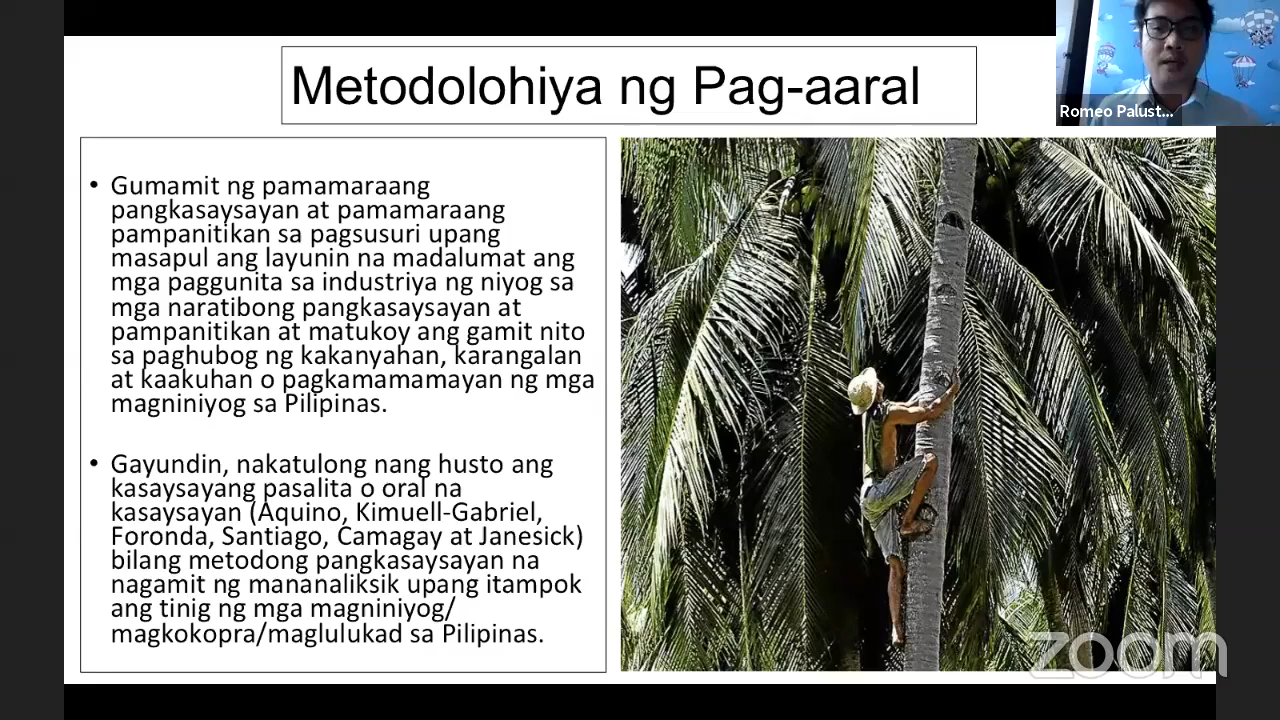 Metodolohiya ng Pag-aaral
Romeo Palust...
• Gumamit ng pamamaraang
pangkasaysayan at pamamaraang
pampanitikan sa pagsusuri upang
masapul ang layunin na madalumat ang
mga paggunita sa industriya ng niyog sa
mga naratibong pangkasaysayan at
pampanitikan at matukoy ang gamit nito
sa paghubog ng kakanyahan, karangalan
at kaakuhan o pagkamamamayan ng mga
magniniyog sa Pilipinas.
• Gayundin, nakatulong nang husto ang
kasaysayang pasalita o oral na
kasaysayan (Aquino, Kimuell-Gabriel,
Foronda, Santiago, Camagay at Janesick)
bilang metodong pangkasaysayan na
nagamit ng mananaliksik upang itampok
ang tinig ng mga magniniyog/
magkokopra/maglulukad sa Pilipinas.
zoom